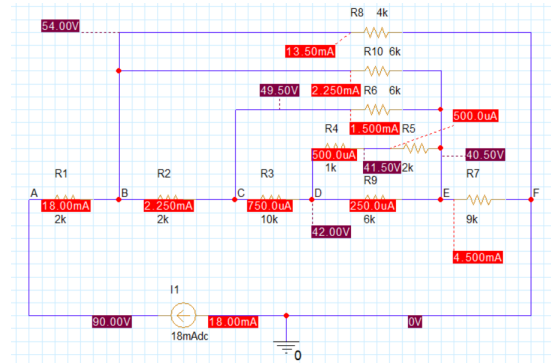 R8 4k
54.00V
13.50mA
R10 6k
49.50V
2.250mA
R6 6k
1.500mA
500.0uA
R4
R5
500.0uA
1k
41.50V
2k
40.50V
R1
R2
R3
R9
R7
A
B
C
D
E
F
18.00mA
2.250mA
750.0uA
250.0uA
2k
2k
10k
6k
9k
42.00V
4.500mA
I1
90.00V
18.00mA
0V
18mAdc
0